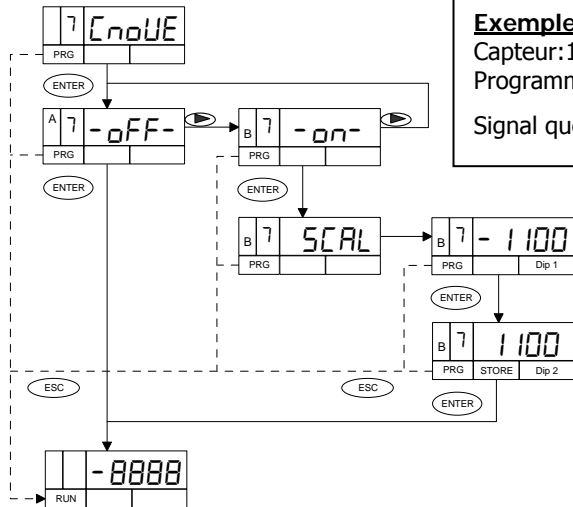 7 CnoUE
PRG
ENTER
A 7 -oFF-
PRG
ENTER
B 7 -on-
PRG
ENTER
B 7 SCAL
PRG
B 7 - 1100
PRG Dip 1
ENTER
B 7 1100
PRG STORE Dip 2
ENTER
ESC
ESC
-8888
RUN
Exemple
Capteur:1
Programm
Signal que